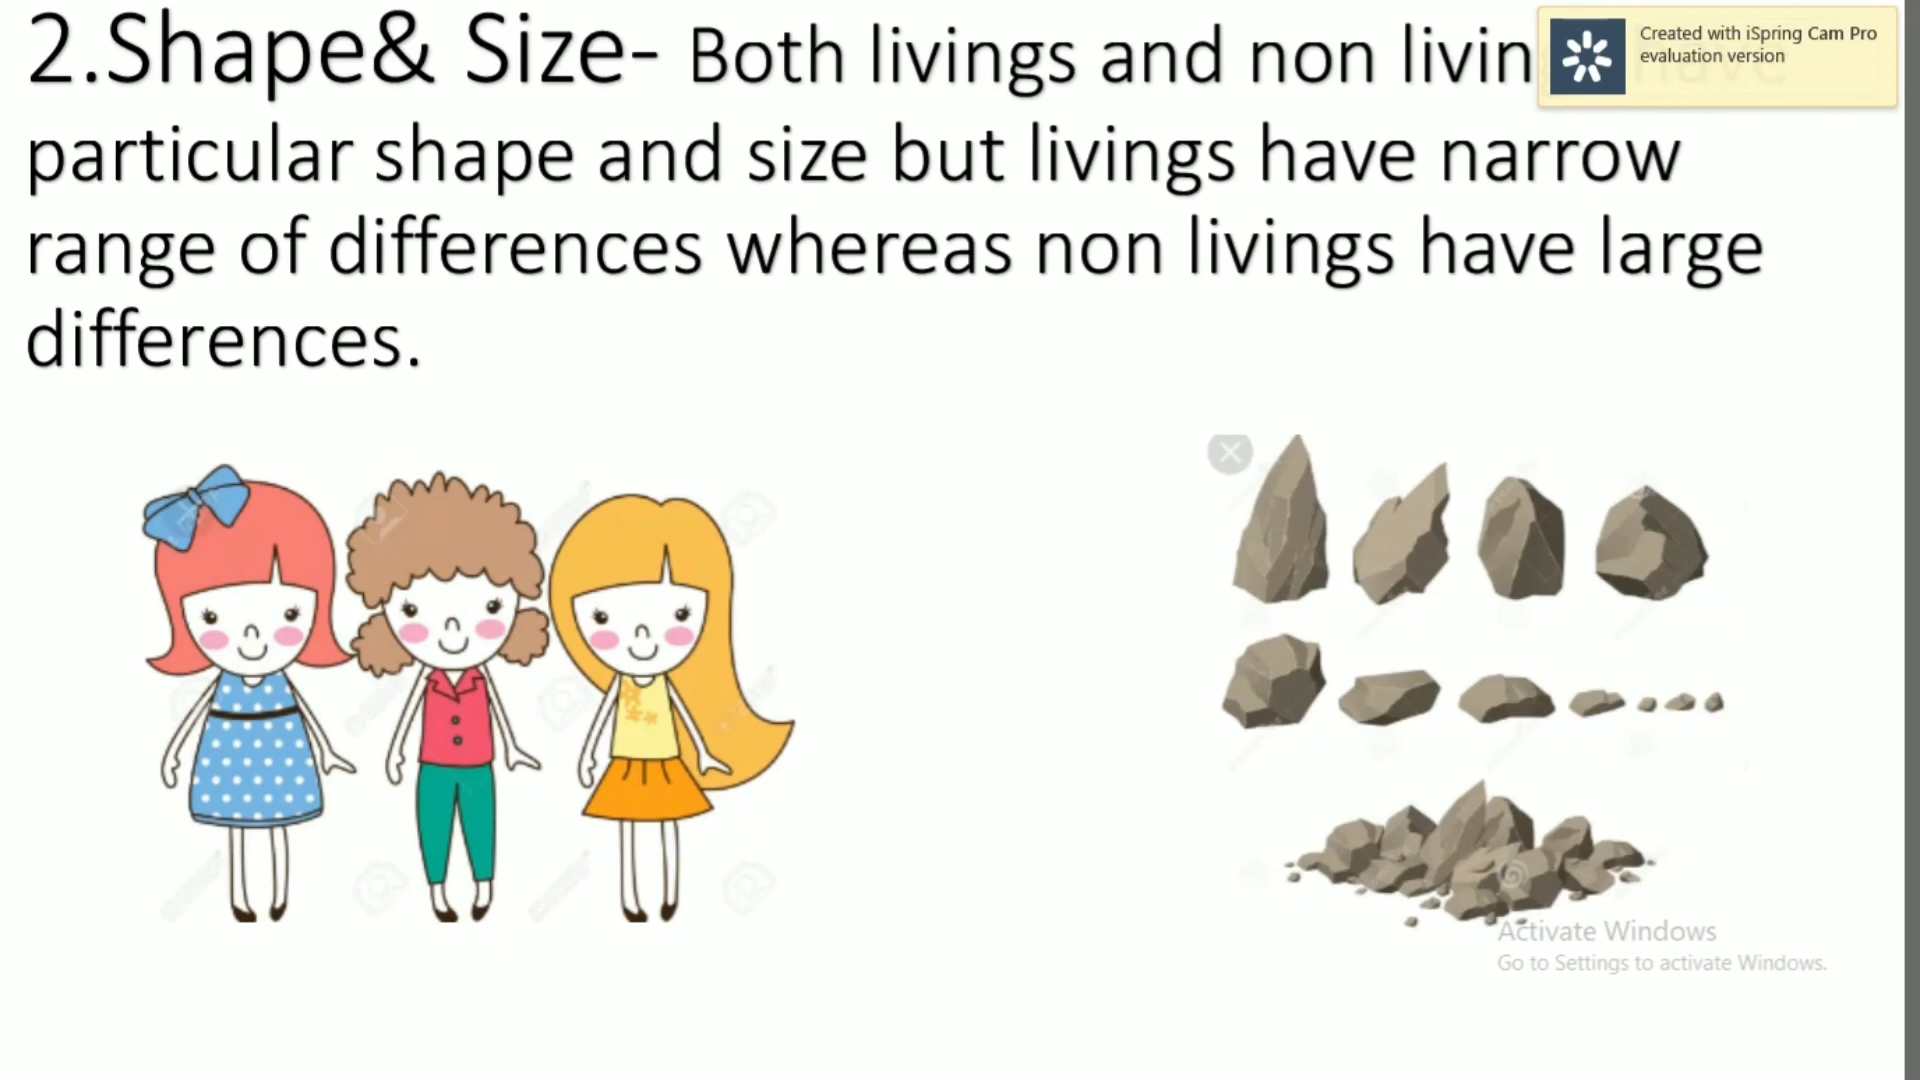 2.Shape& Size- Both livings and non livin have
particular shape and size but livings have narrow
range of differences whereas non livings have large
differences.
Created with iSpring Cam Pro
evaluation version
Activate Windows
Go to Settings to activate Windows.